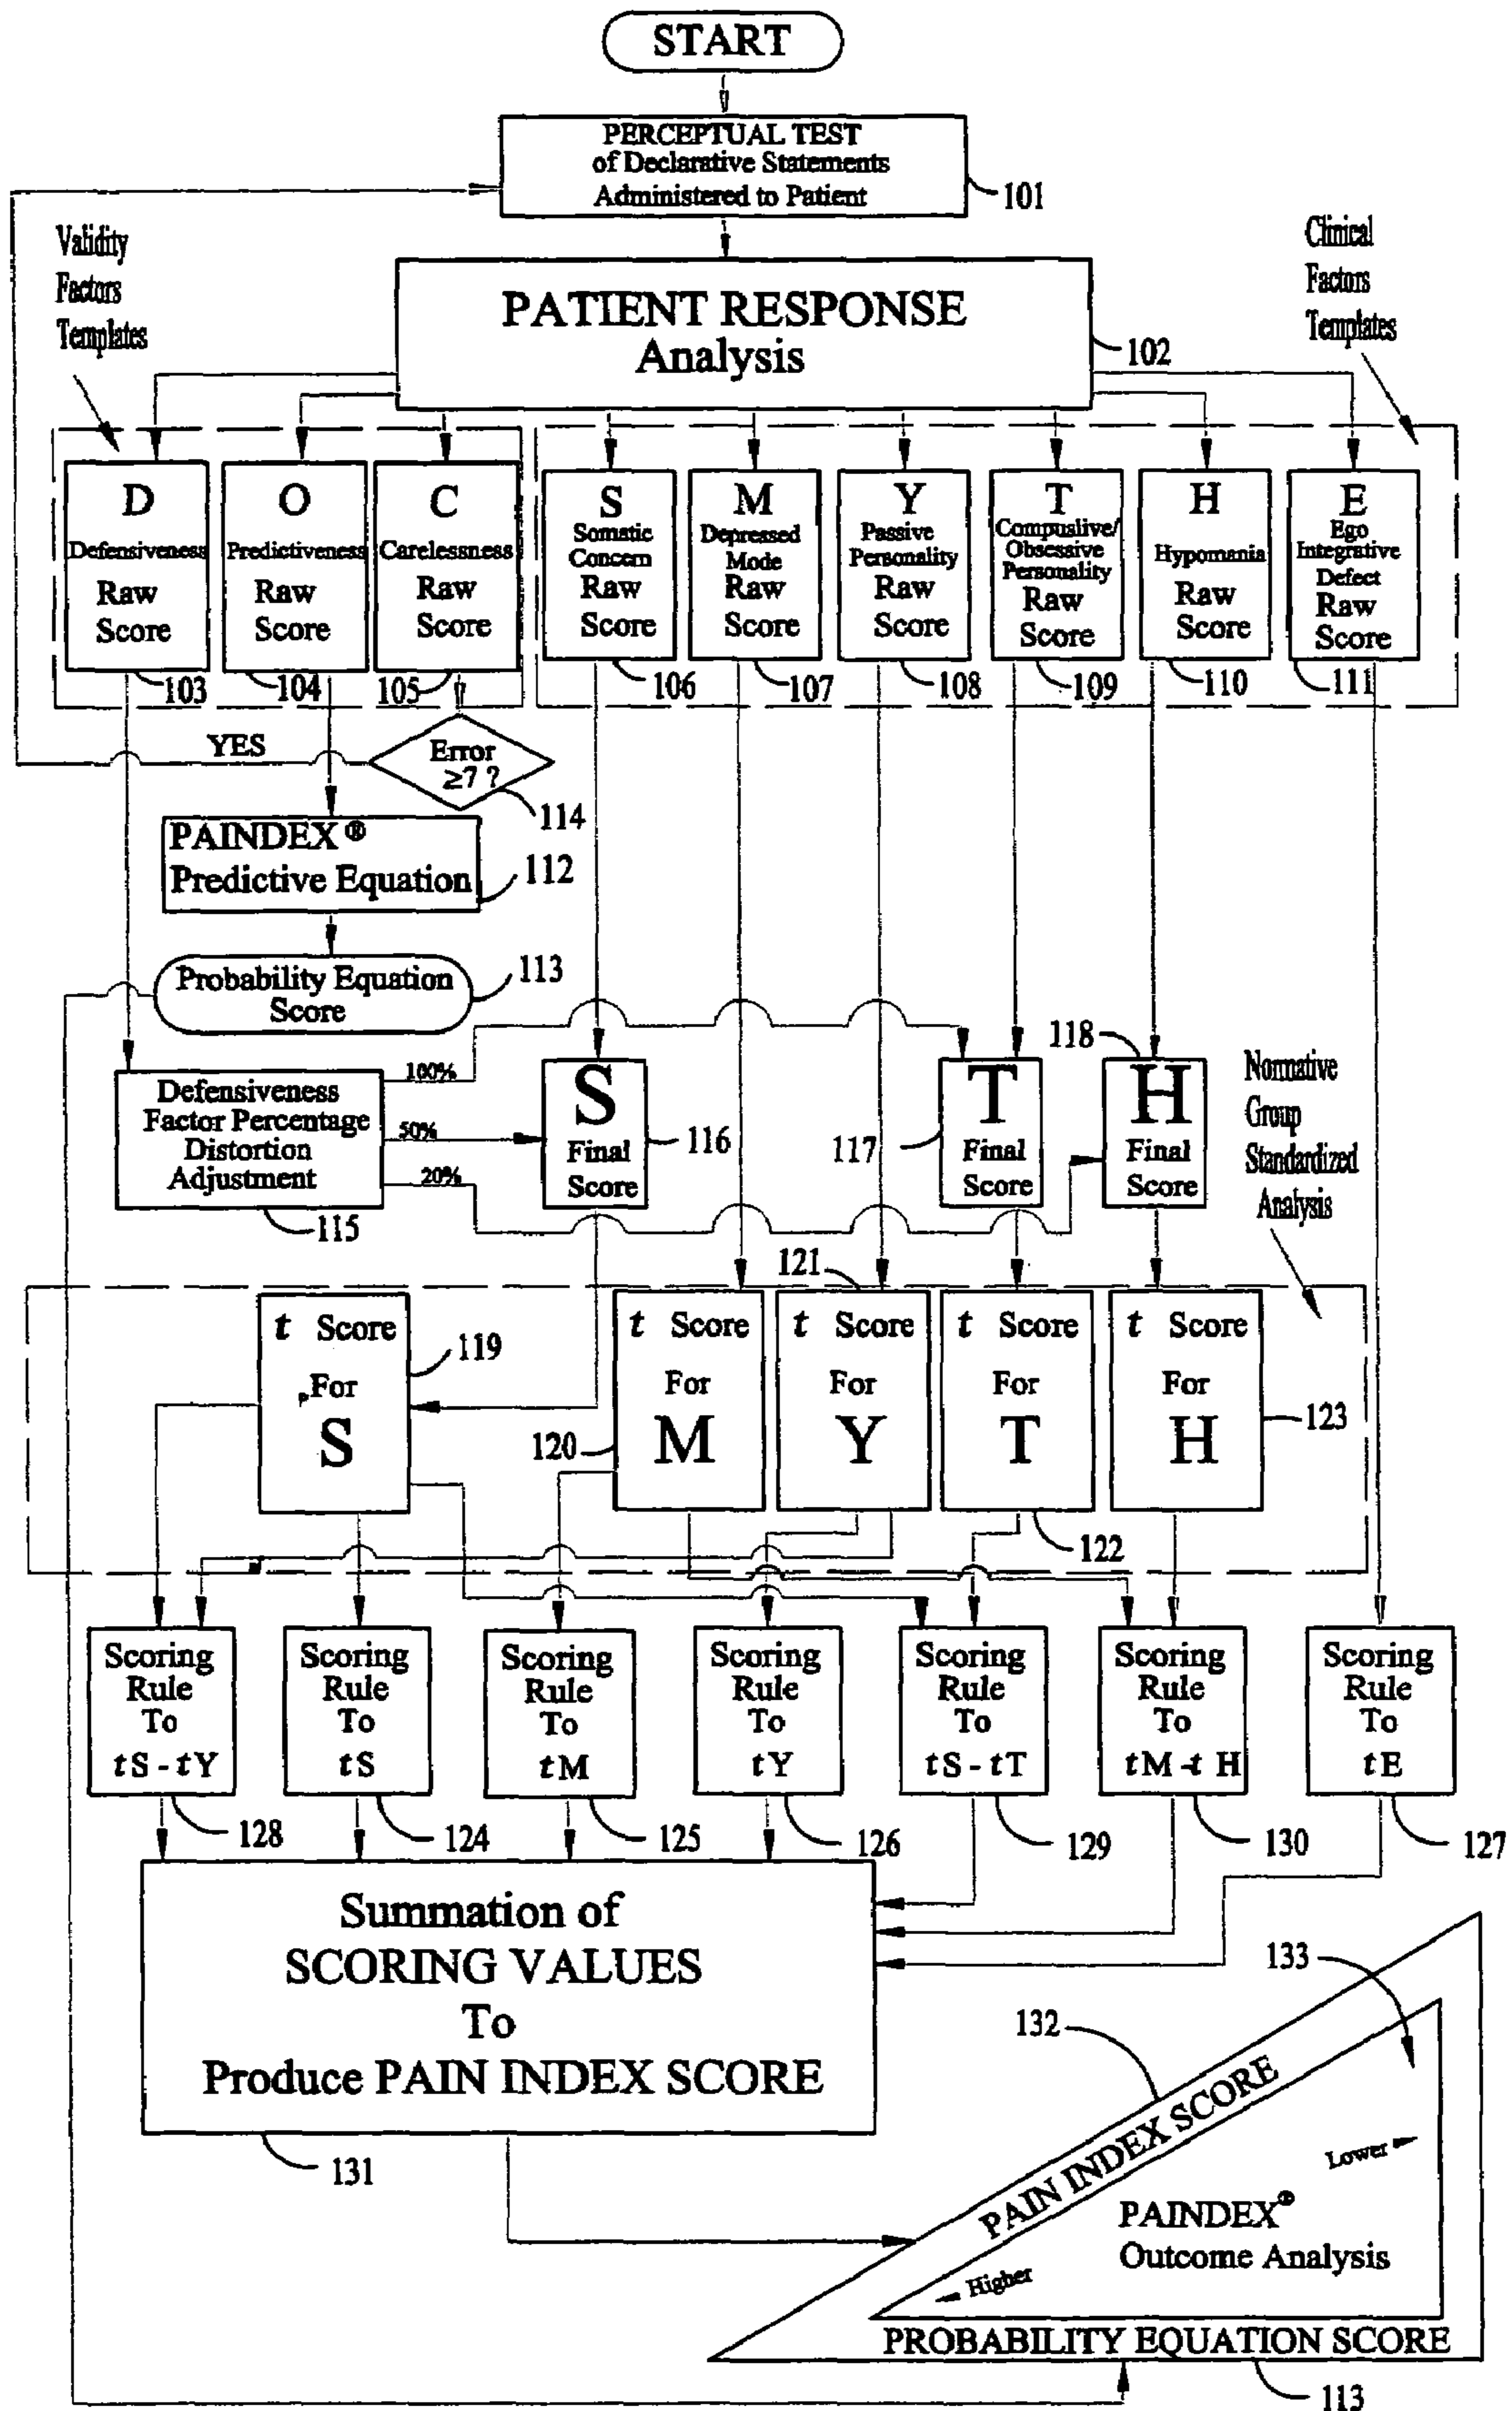 START
PERCEPTUAL TEST
of Declarative Statements
Administered to Patient
101
Validity
Factors
Templates
Clinical
Factors
Templates
PATIENT RESPONSE
Analysis
102
D
Defensiveness
Raw
Score
103
O
Predictiveness
Raw
Score
104
C
Carelessness
Raw
Score
105
S
Somatic
Concern
Raw
Score
106
M
Depressed
Mode
Raw
Score
107
Y
Passive
Personality
Raw
Score
108
T
Compuslive/
Obsessive
Personality
Raw
Score
109
H
Hypomania
Raw
Score
110
E
Ego
Integrative
Defect
Raw
Score
111
YES
Error
≥7 ?
114
PAINDEX ®
Predictive Equation
112
Probability Equation
Score
113
Defensiveness
Factor Percentage
Distortion
Adjustment
115
100%
50%
20%
S
Final
Score
116
T
Final
Score
117
118
H
Final
Score
Normative
Group
Standardized
Analysis
t Score
For
S
119
t Score
For
M
120
121
t Score
For
Y
t Score
For
T
122
t Score
For
H
123
Scoring
Rule
To
tS - tY
128
Scoring
Rule
To
tS
124
Scoring
Rule
To
tM
125
Scoring
Rule
To
tY
126
Scoring
Rule
To
tS - tT
129
Scoring
Rule
To
tM - t H
130
Scoring
Rule
To
tE
127
Summation of
SCORING VALUES
To
Produce PAIN INDEX SCORE
131
132
133
PAIN INDEX SCORE
Lower
PAINDEX®
Outcome Analysis
Higher
PROBABILITY EQUATION SCORE
113